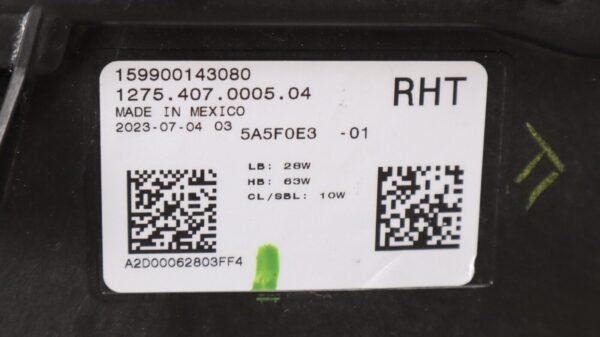 159900143080
1275.407.0005.04
RHT
MADE IN MEXICO
2023-07-04 03
5A5F0E3 -01
LB: 28W
HB: 63W
CL/SBL: 10W
A2D00062803FF4